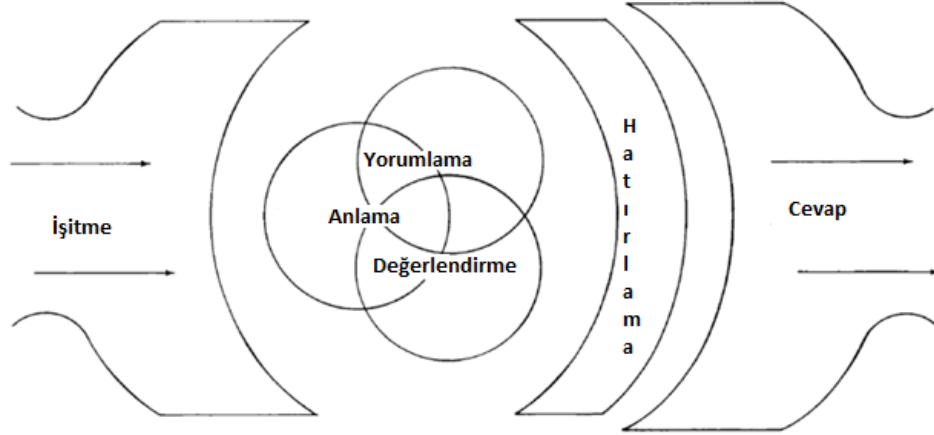 İşitme
Yorumlama
Anlama
Değerlendirme
Hatırlama
Cevap